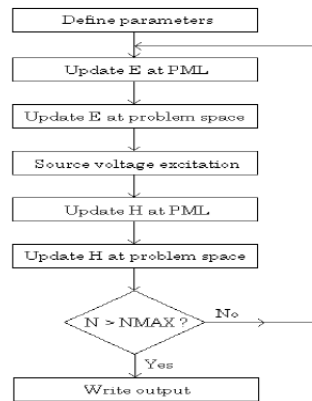 Define parameters
Update E at PML
Update E at problem space
Source voltage excitation
Update H at PML
Update H at problem space
N > NMAX ?
No
Yes
Write output